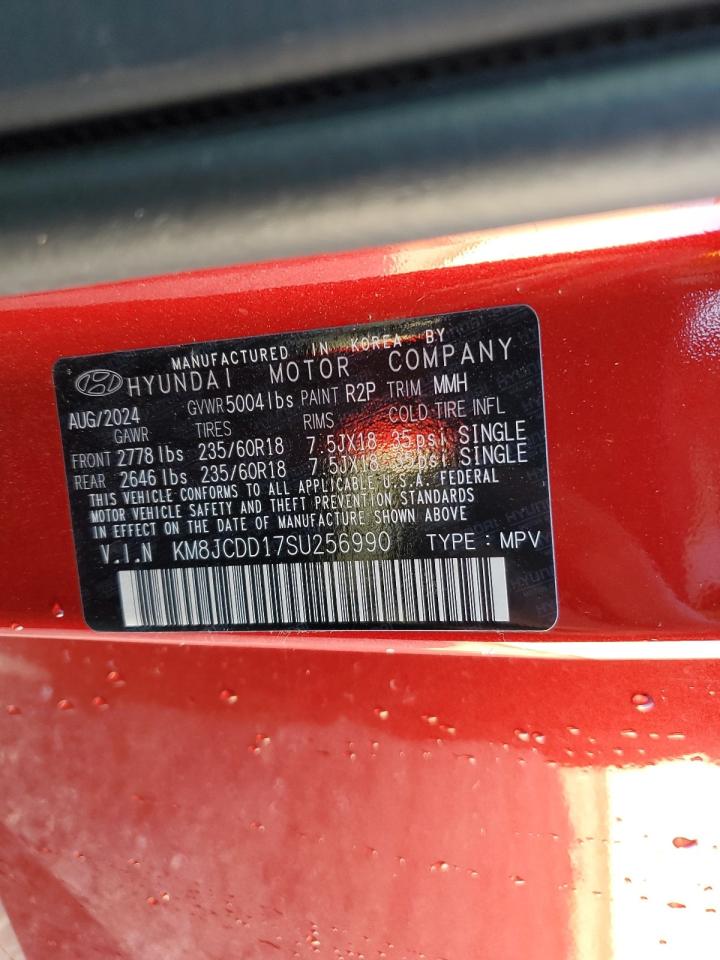 MANUFACTURED IN KOREA BY
HYUNDAI MOTOR COMPANY
AUG/2024 GVWR 5004 lbs PAINT R2P TRIM MMH
GAWR TIRES RIMS COLD TIRE INFL
FRONT 2778 lbs 235/60R18 7.5JX18 35psi SINGLE
REAR 2646 lbs 235/60R18 7.5JX18 35psi SINGLE
THIS VEHICLE CONFORMS TO ALL APPLICABLE U.S.A. FEDERAL
MOTOR VEHICLE SAFETY AND THEFT PREVENTION STANDARDS
IN EFFECT ON THE DATE OF MANUFACTURE SHOWN ABOVE
V.I.N KM8JCDD17SU256990 TYPE : MPV